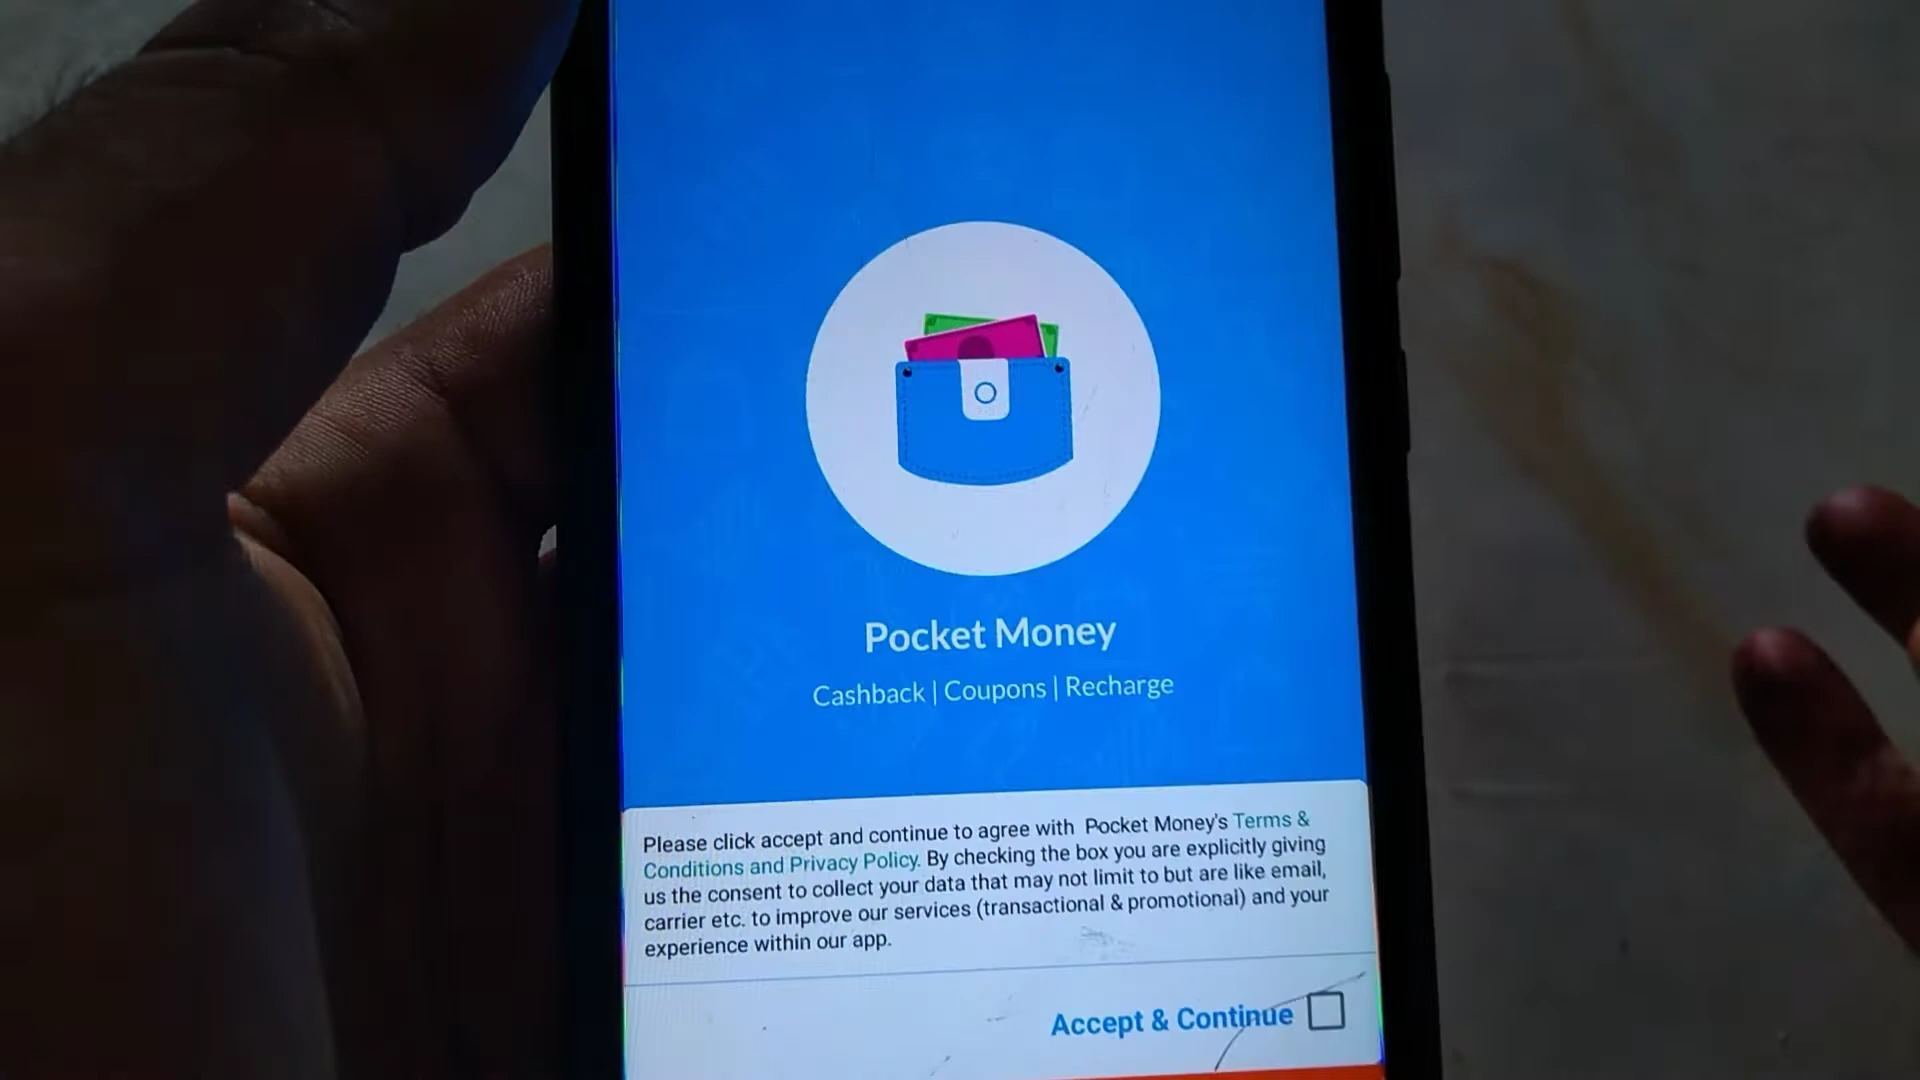 Pocket Money
Cashback | Coupons | Recharge
Please click accept and continue to agree with Pocket Money's Terms &
Conditions and Privacy Policy. By checking the box you are explicitly giving
us the consent to collect your data that may not limit to but are like email,
carrier etc. to improve our services (transactional & promotional) and your
experience within our app.
Accept & Continue